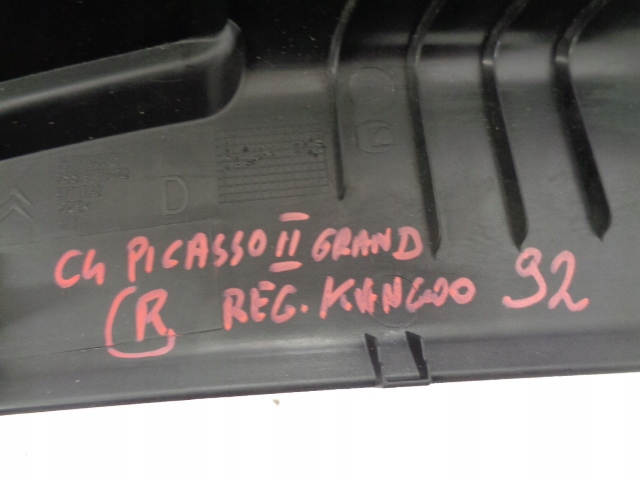 D
C4 PICASSO II GRAND
R. REG. KANGOO 92